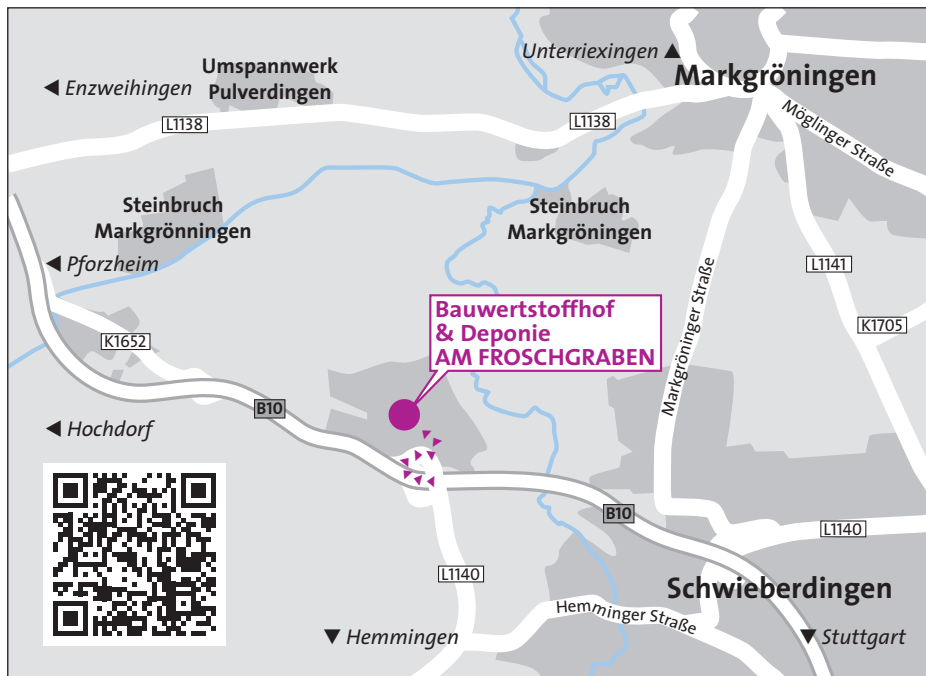 Unterriexingen ▲
Markgröningen
Umspannwerk
Pulverdingen
◀ Enzweihingen
L1138
L1138
Möglinger Straße
Steinbruch
Markgrönningen
Steinbruch
Markgröningen
◀ Pforzheim
L1141
Markgröninger Straße
K1705
K1652
Bauwertstoffhof
& Deponie
AM FROSCHGRABEN
B10
◀ Hochdorf
B10
L1140
L1140
Schwieberdingen
Hemminger Straße
▼ Hemmingen
▼ Stuttgart